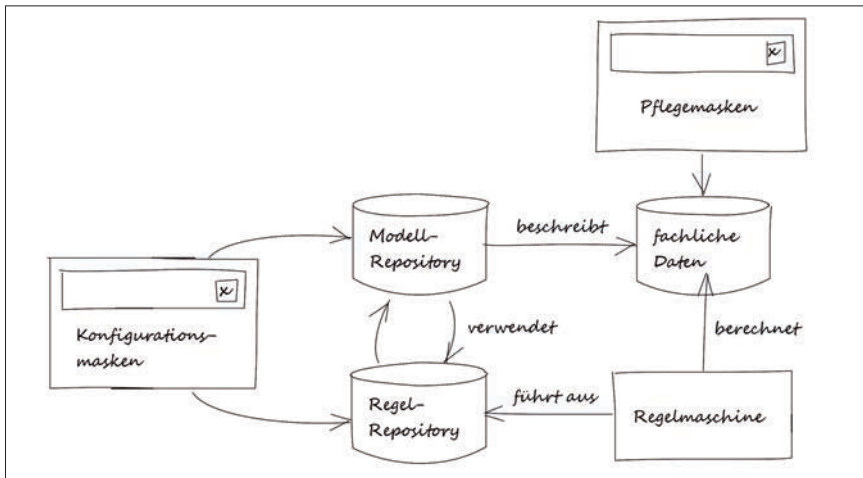 x
Pflegemasken
Modell-
Repository
beschreibt
fachliche
Daten
x
Konfigurations-
masken
verwendet
berechnet
Regel-
Repository
führt aus
Regelmaschine